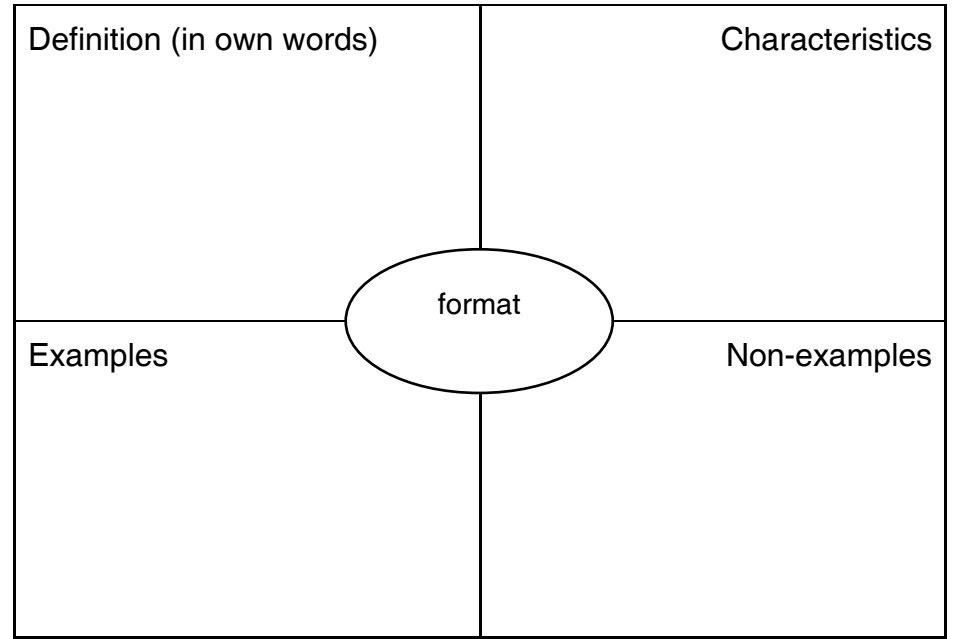 Definition (in own words)
Characteristics
format
Examples
Non-examples